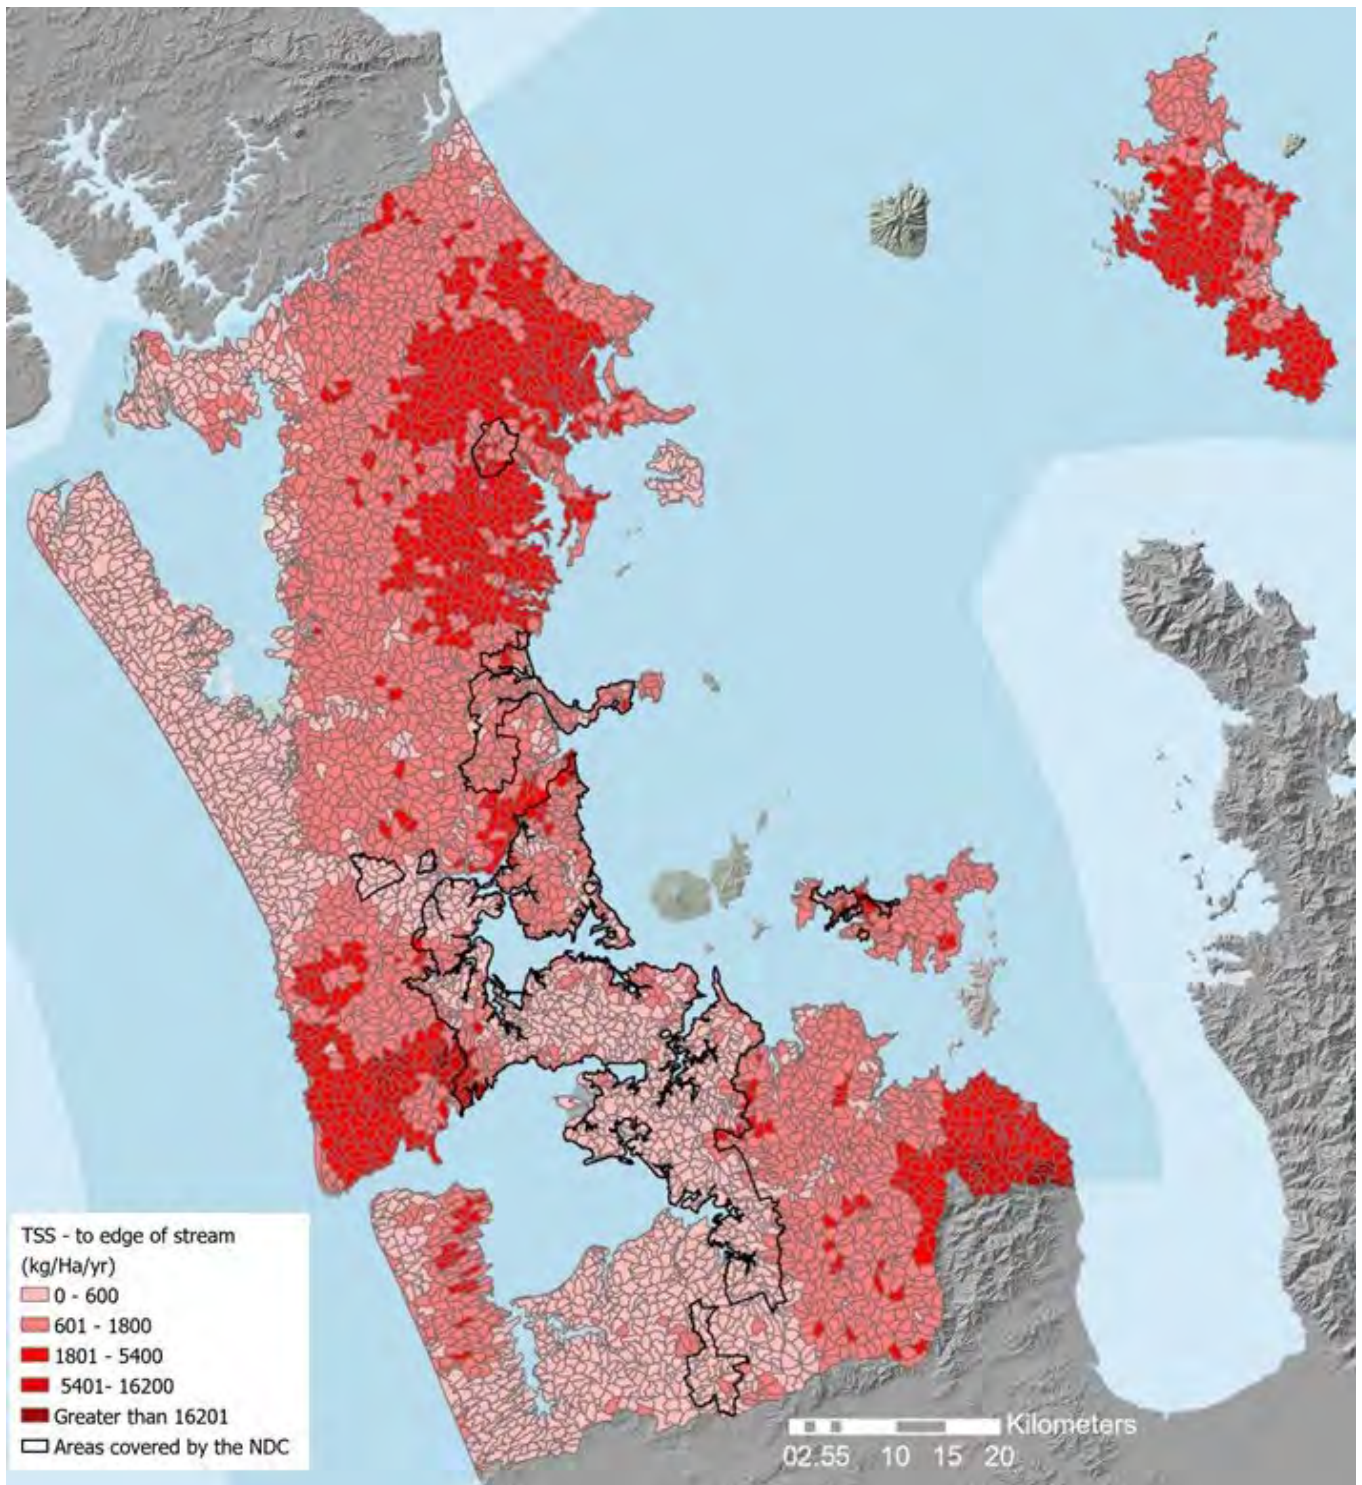 TSS - to edge of stream
(kg/Ha/yr)
0 - 600
601 - 1800
1801 - 5400
5401- 16200
Greater than 16201
Areas covered by the NDC
Kilometers
02.55 10 15 20